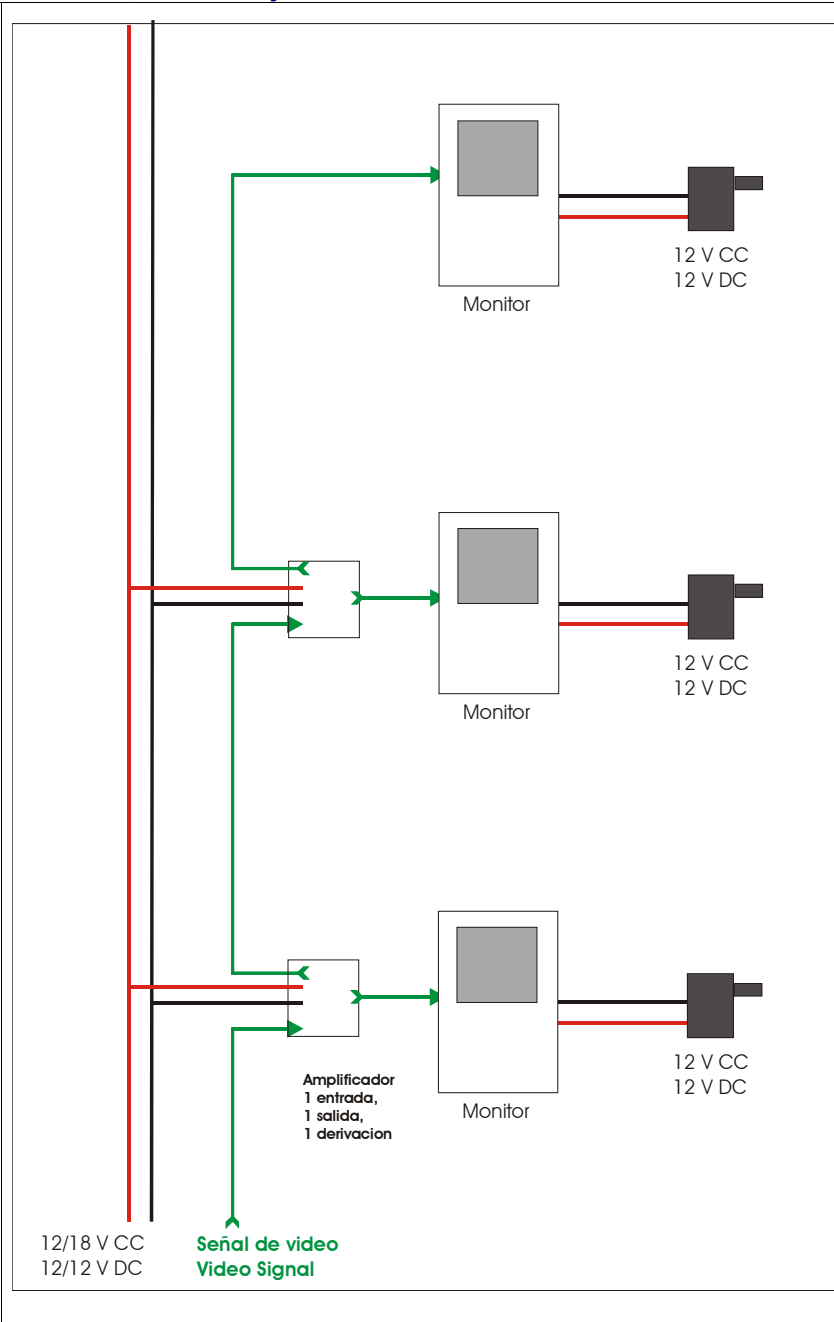 12 V CC
12 V DC
Monitor
12 V CC
12 V DC
Monitor
12 V CC
12 V DC
Monitor
Amplificador
1 entrada,
1 salida,
1 derivacion
12/18 V CC
12/12 V DC
Señal de video
Video Signal